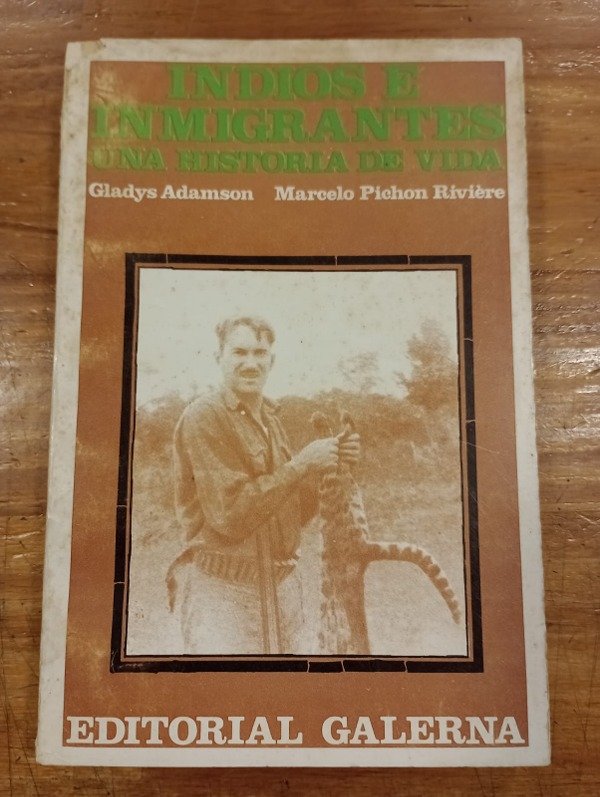 INDIOS E
INMIGRANTES
UNA HISTORIA DE VIDA
Gladys Adamson Marcelo Pichon Rivière
EDITORIAL GALERNA